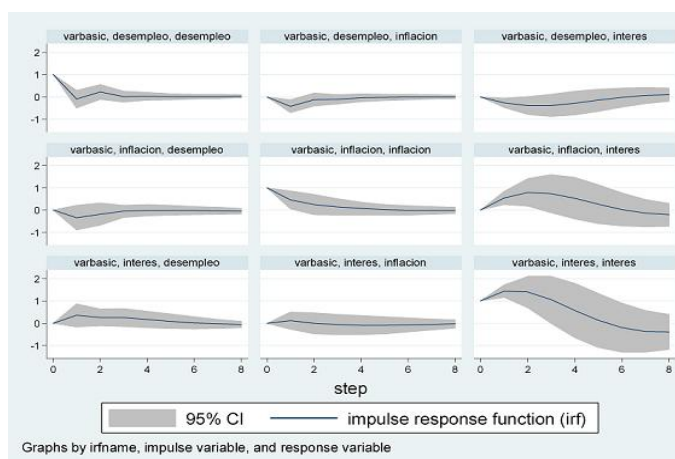 varbasic, desempleo, desempleo
varbasic, desempleo, inflacion
varbasic, desempleo, interes
2
1
0
-1
varbasic, inflacion, desempleo
varbasic, inflacion, inflacion
varbasic, inflacion, interes
2
1
0
-1
varbasic, interes, desempleo
varbasic, interes, inflacion
varbasic, interes, interes
2
1
0
-1
0 2 4 6 8
0 2 4 6 8
0 2 4 6 8
step
95% CI
impulse response function (irf)
Graphs by irfname, impulse variable, and response variable